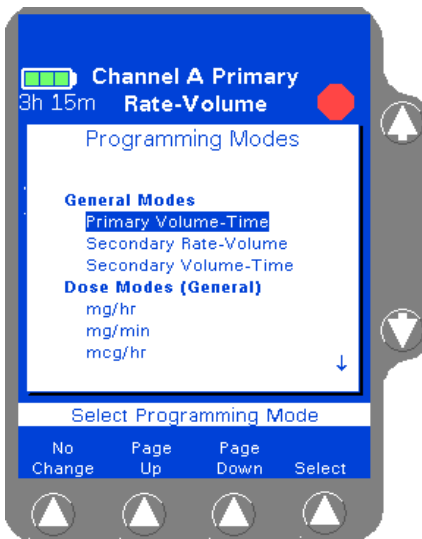 Channel A Primary
3h 15m Rate-Volume
Programming Modes
General Modes
Primary Volume-Time
Secondary Rate-Volume
Secondary Volume-Time
Dose Modes (General)
mg/hr
mg/min
mcg/hr
↓
Select Programming Mode
No Change
Page Up
Page Down
Select